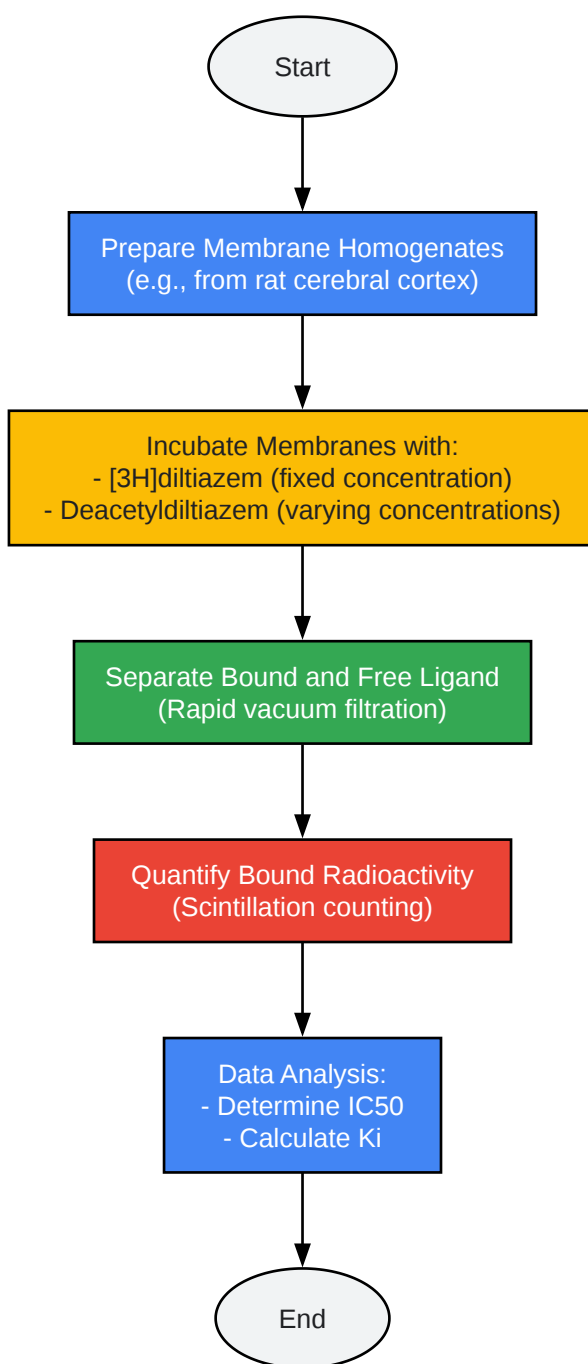 Start
Prepare Membrane Homogenates
(e.g., from rat cerebral cortex)
Incubate Membranes with:
- [3H]diltiazem (fixed concentration)
- Deacetyldiltiazem (varying concentrations)
Separate Bound and Free Ligand
(Rapid vacuum filtration)
Quantify Bound Radioactivity
(Scintillation counting)
Data Analysis:
- Determine IC50
- Calculate Ki
End